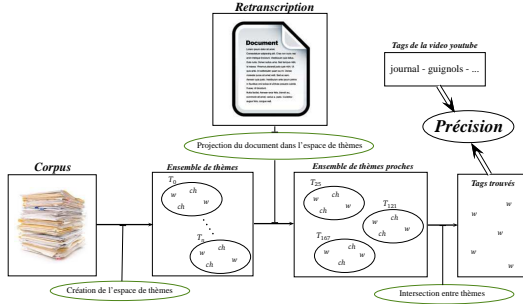 Retranscription
Document
Tags de la video youtube
journal - guignols - ...
Précision
Projection du document dans l'espace de thèmes
Corpus
Ensemble de thèmes
Ensemble de thèmes proches
Tags trouvés
T0
w ch w
ch
. . . . .
Tn
w ch w
ch
T25
w ch w
ch
T121
w ch w
ch
T167
w ch w
ch
w
w
w
w
w
Création de l'espace de thèmes
Intersection entre thèmes